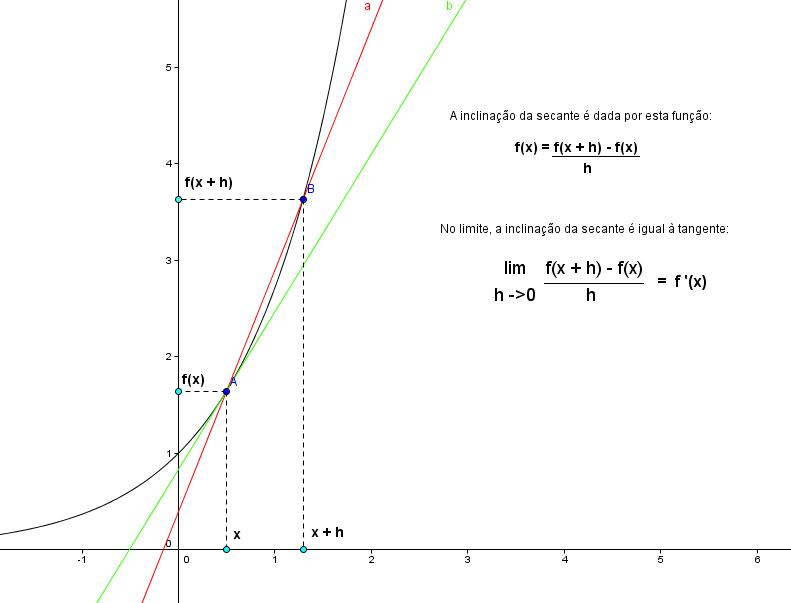 a
b
5
A inclinação da secante é dada por esta função:
f(x) = f(x + h) - f(x)
h
4
f(x + h)
B
No limite, a inclinação da secante é igual à tangente:
3
lim f(x + h) - f(x)
= f '(x)
h ->0 h
2
f(x)
A
1
x
x + h
0
-1 0 1 2 3 4 5 6